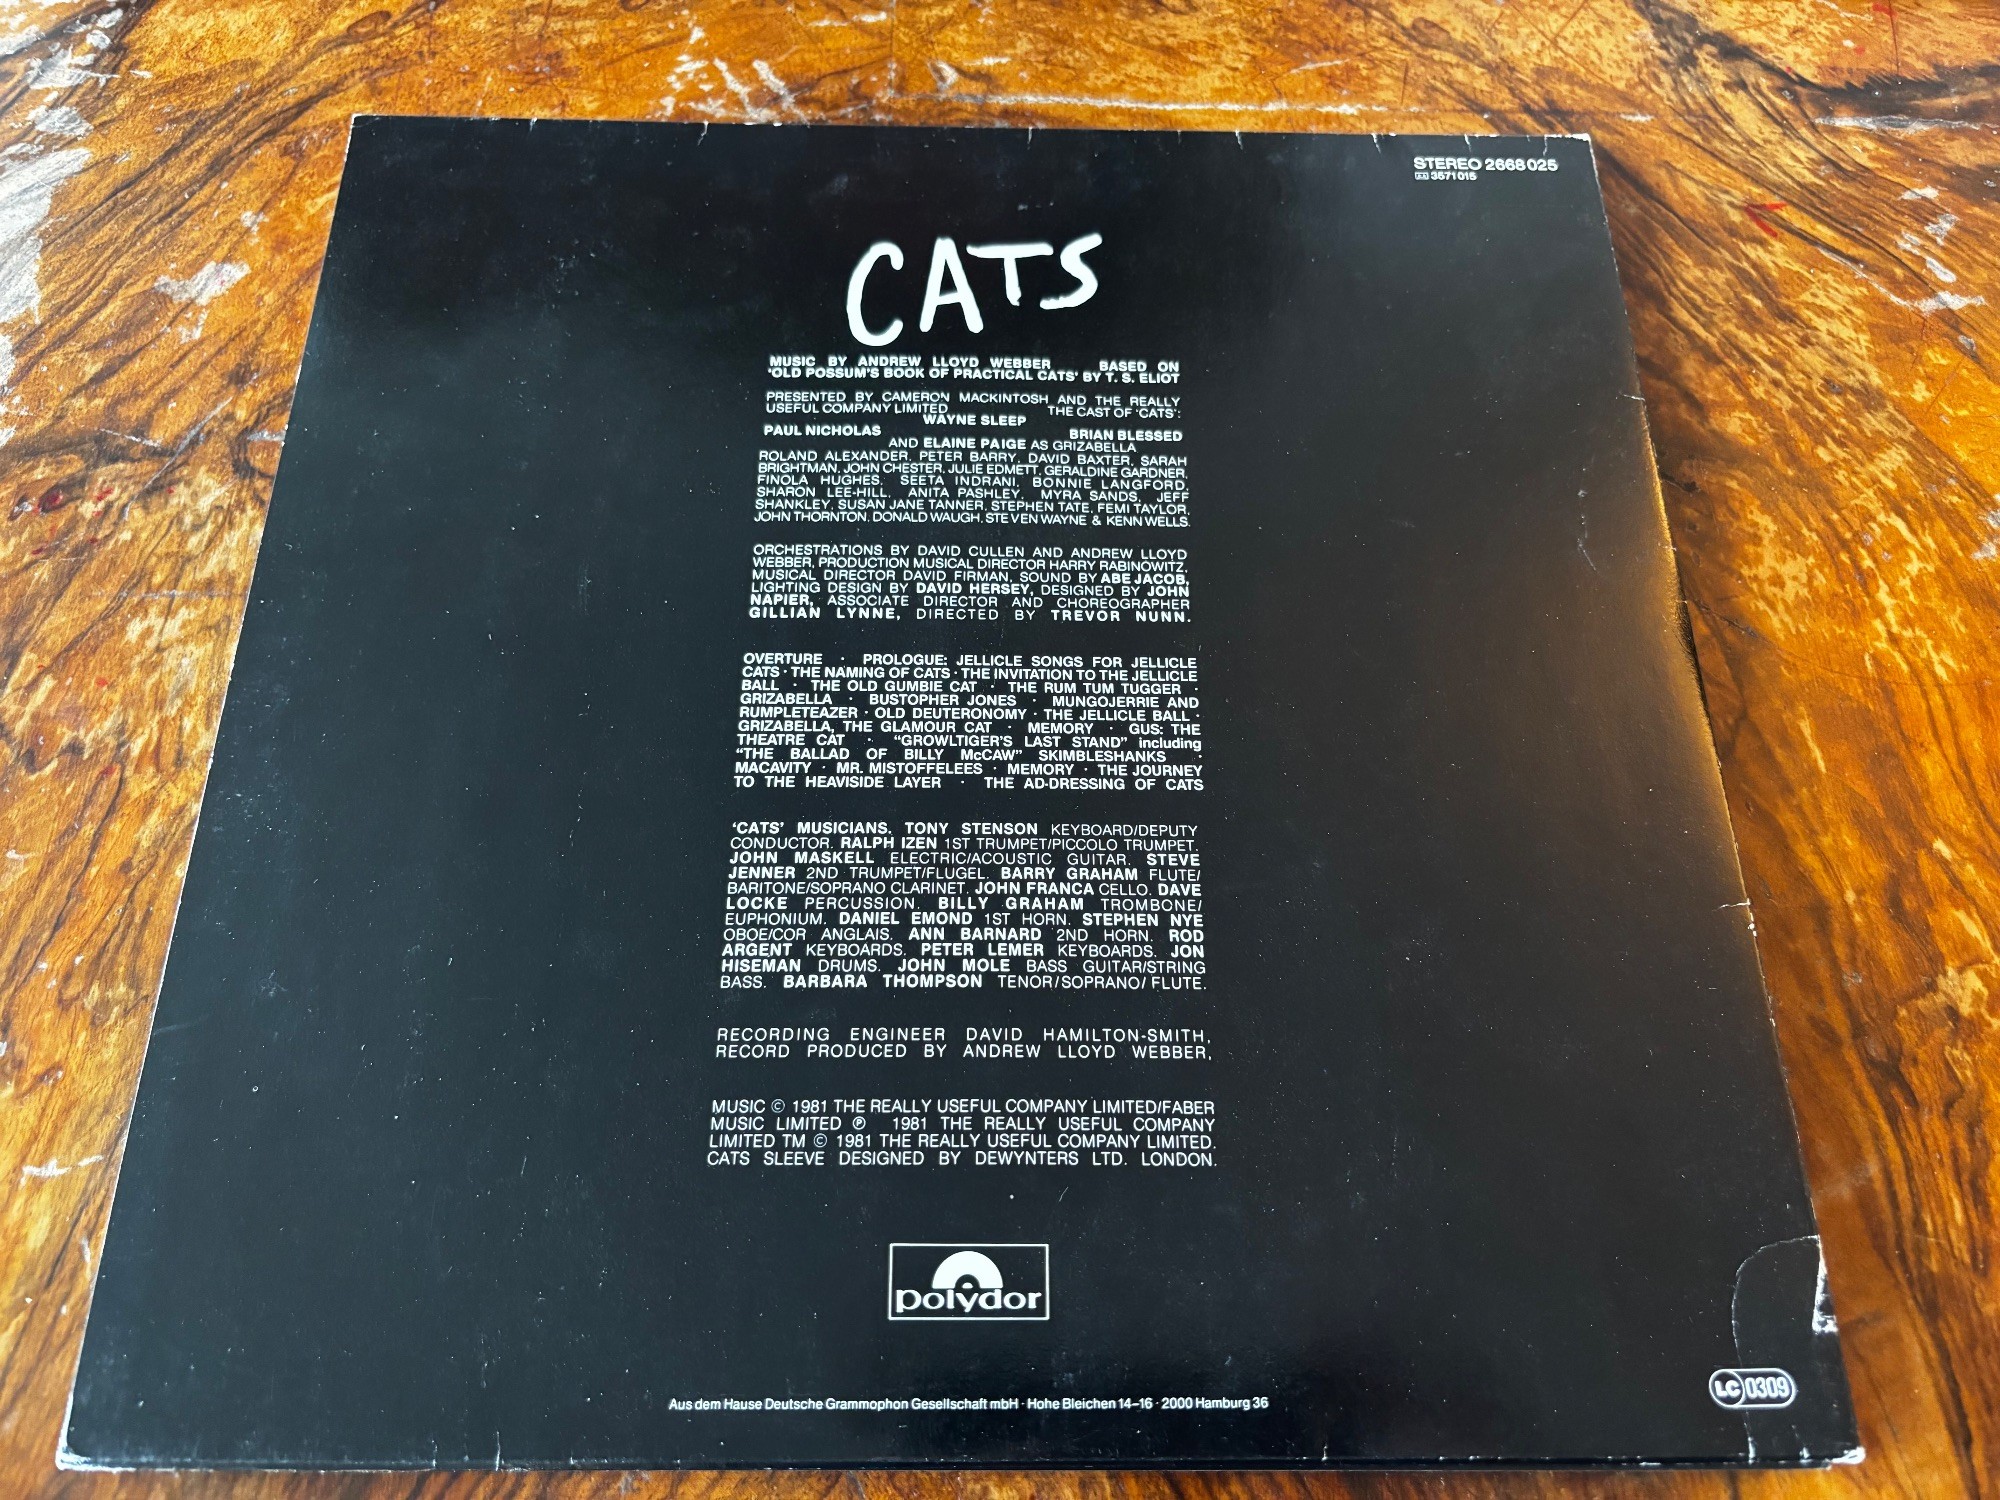 STEREO 2668 025
3571 015
CATS
MUSIC BY ANDREW LLOYD WEBBER BASED ON
'OLD POSSUM'S BOOK OF PRACTICAL CATS' BY T. S. ELIOT
PRESENTED BY CAMERON MACKINTOSH AND THE REALLY
USEFUL COMPANY LIMITED THE CAST OF 'CATS':
WAYNE SLEEP
PAUL NICHOLAS BRIAN BLESSED
AND ELAINE PAIGE AS GRIZABELLA
ROLAND ALEXANDER, PETER BARRY, DAVID BAXTER, SARAH
BRIGHTMAN, JOHN CHESTER, JULIE EDMETT, GERALDINE GARDNER,
FINOLA HUGHES, SEETA INDRANI, BONNIE LANGFORD,
SHARON LEE-HILL, ANITA PASHLEY, MYRA SANDS, JEFF
SHANKLEY, SUSAN JANE TANNER, STEPHEN TATE, FEMI TAYLOR,
JOHN THORNTON, DONALD WAUGH, STEVEN WAYNE & KENN WELLS.
ORCHESTRATIONS BY DAVID CULLEN AND ANDREW LLOYD
WEBBER, PRODUCTION MUSICAL DIRECTOR HARRY RABINOWITZ,
MUSICAL DIRECTOR DAVID FIRMAN, SOUND BY ABE JACOB,
LIGHTING DESIGN BY DAVID HERSEY, DESIGNED BY JOHN
NAPIER, ASSOCIATE DIRECTOR AND CHOREOGRAPHER
GILLIAN LYNNE, DIRECTED BY TREVOR NUNN.
OVERTURE · PROLOGUE: JELLICLE SONGS FOR JELLICLE
CATS · THE NAMING OF CATS · THE INVITATION TO THE JELLICLE
BALL · THE OLD GUMBIE CAT · THE RUM TUM TUGGER ·
GRIZABELLA · BUSTOPHER JONES · MUNGOJERRIE AND
RUMPLETEAZER · OLD DEUTERONOMY · THE JELLICLE BALL ·
GRIZABELLA, THE GLAMOUR CAT · MEMORY · GUS: THE
THEATRE CAT · "GROWLTIGER'S LAST STAND" including
"THE BALLAD OF BILLY McCAW" SKIMBLESHANKS ·
MACAVITY · MR. MISTOFFELEES · MEMORY · THE JOURNEY
TO THE HEAVISIDE LAYER · THE AD-DRESSING OF CATS
'CATS' MUSICIANS. TONY STENSON KEYBOARD/DEPUTY
CONDUCTOR. RALPH IZEN 1ST TRUMPET/PICCOLO TRUMPET.
JOHN MASKELL ELECTRIC/ACOUSTIC GUITAR. STEVE
JENNER 2ND TRUMPET/FLUGEL. BARRY GRAHAM FLUTE/
BARITONE/SOPRANO CLARINET. JOHN FRANCA CELLO. DAVE
LOCKE PERCUSSION. BILLY GRAHAM TROMBONE/
EUPHONIUM. DANIEL EMOND 1ST HORN. STEPHEN NYE
OBOE/COR ANGLAIS. ANN BARNARD 2ND HORN. ROD
ARGENT KEYBOARDS. PETER LEMER KEYBOARDS. JON
HISEMAN DRUMS. JOHN MOLE BASS GUITAR/STRING
BASS. BARBARA THOMPSON TENOR/SOPRANO/FLUTE.
RECORDING ENGINEER DAVID HAMILTON-SMITH,
RECORD PRODUCED BY ANDREW LLOYD WEBBER,
MUSIC © 1981 THE REALLY USEFUL COMPANY LIMITED/FABER
MUSIC LIMITED ℗ 1981 THE REALLY USEFUL COMPANY
LIMITED TM © 1981 THE REALLY USEFUL COMPANY LIMITED.
CATS SLEEVE DESIGNED BY DEWYNTERS LTD. LONDON.
polydor
LC 0309
Aus dem Hause Deutsche Grammophon Gesellschaft mbH · Hohe Bleichen 14–16 · 2000 Hamburg 36